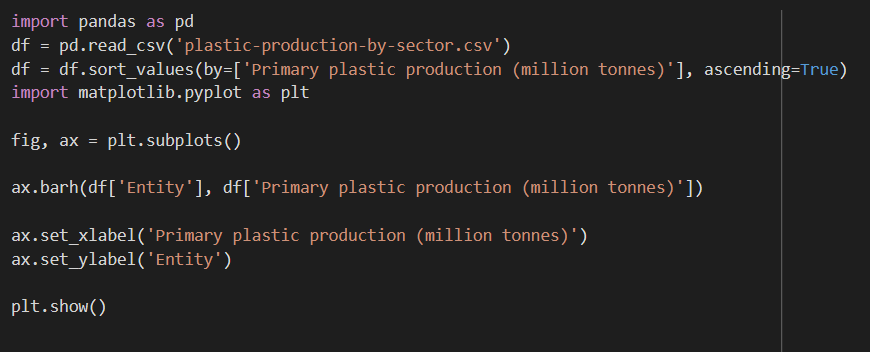 import pandas as pd
df = pd.read_csv('plastic-production-by-sector.csv')
df = df.sort_values(by=['Primary plastic production (million tonnes)'], ascending=True)
import matplotlib.pyplot as plt
fig, ax = plt.subplots()
ax.barh(df['Entity'], df['Primary plastic production (million tonnes)'])
ax.set_xlabel('Primary plastic production (million tonnes)')
ax.set_ylabel('Entity')
plt.show()